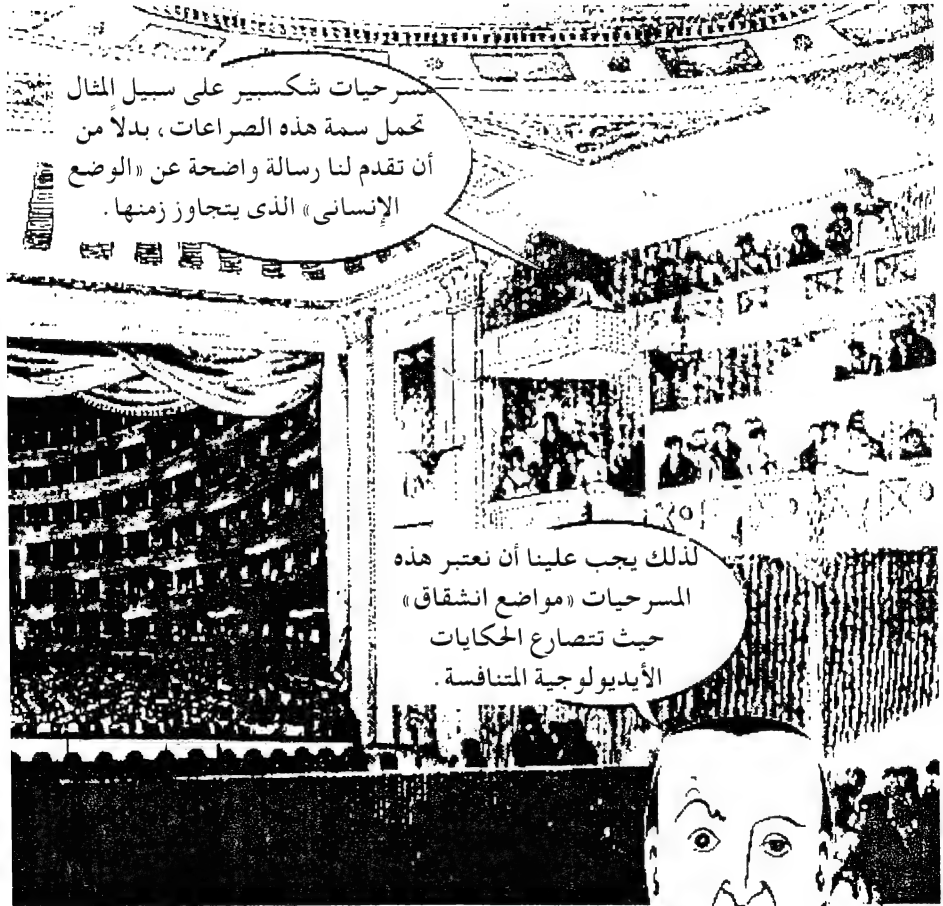 مسرحيات شكسبير على سبيل المثال
تحمل سمة هذه الصراعات، بدلاً من
أن تقدم لنا رسالة واضحة عن «الوضع
الإنسانى» الذى يتجاوز زمنها.
لذلك يجب علينا أن نعتبر هذه
المسرحيات «مواضع انشقاق»
حيث تتصارع الحكايات
الأيديولوجية المتنافسة.